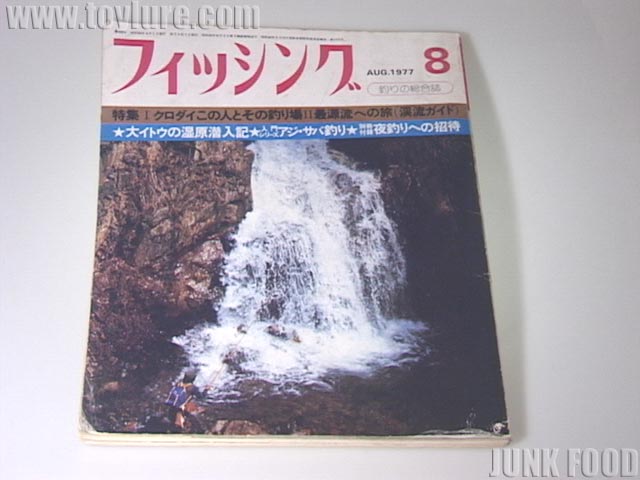 www.toylure.com
フィッシング
AUG.1977 8
釣りの総合誌
特集Ⅰクロダイこの人とその釣り場Ⅱ最源流への旅(渓流ガイド)
★大イトウの湿原潜入記★アジ・サバ釣り★夜釣りへの招待
JUNK FOOD